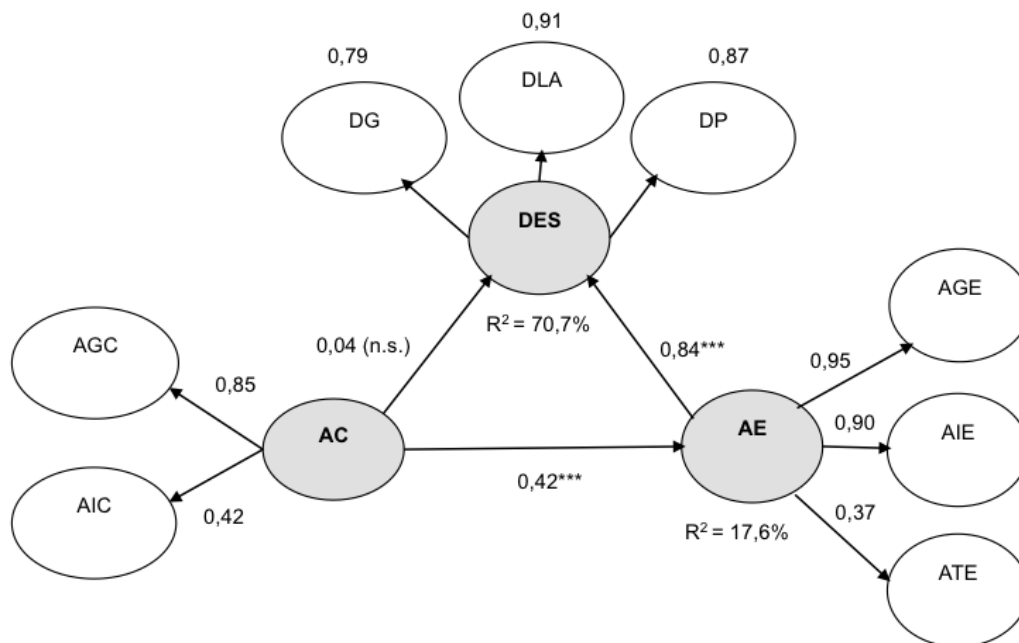 0,91
0,79
0,87
DLA
DG
DP
DES
AGE
R² = 70,7%
AGC
0,04 (n.s.)
0,84***
0,95
0,85
AC
AE
0,90
AIE
AIC
0,42
0,42***
0,37
R² = 17,6%
ATE